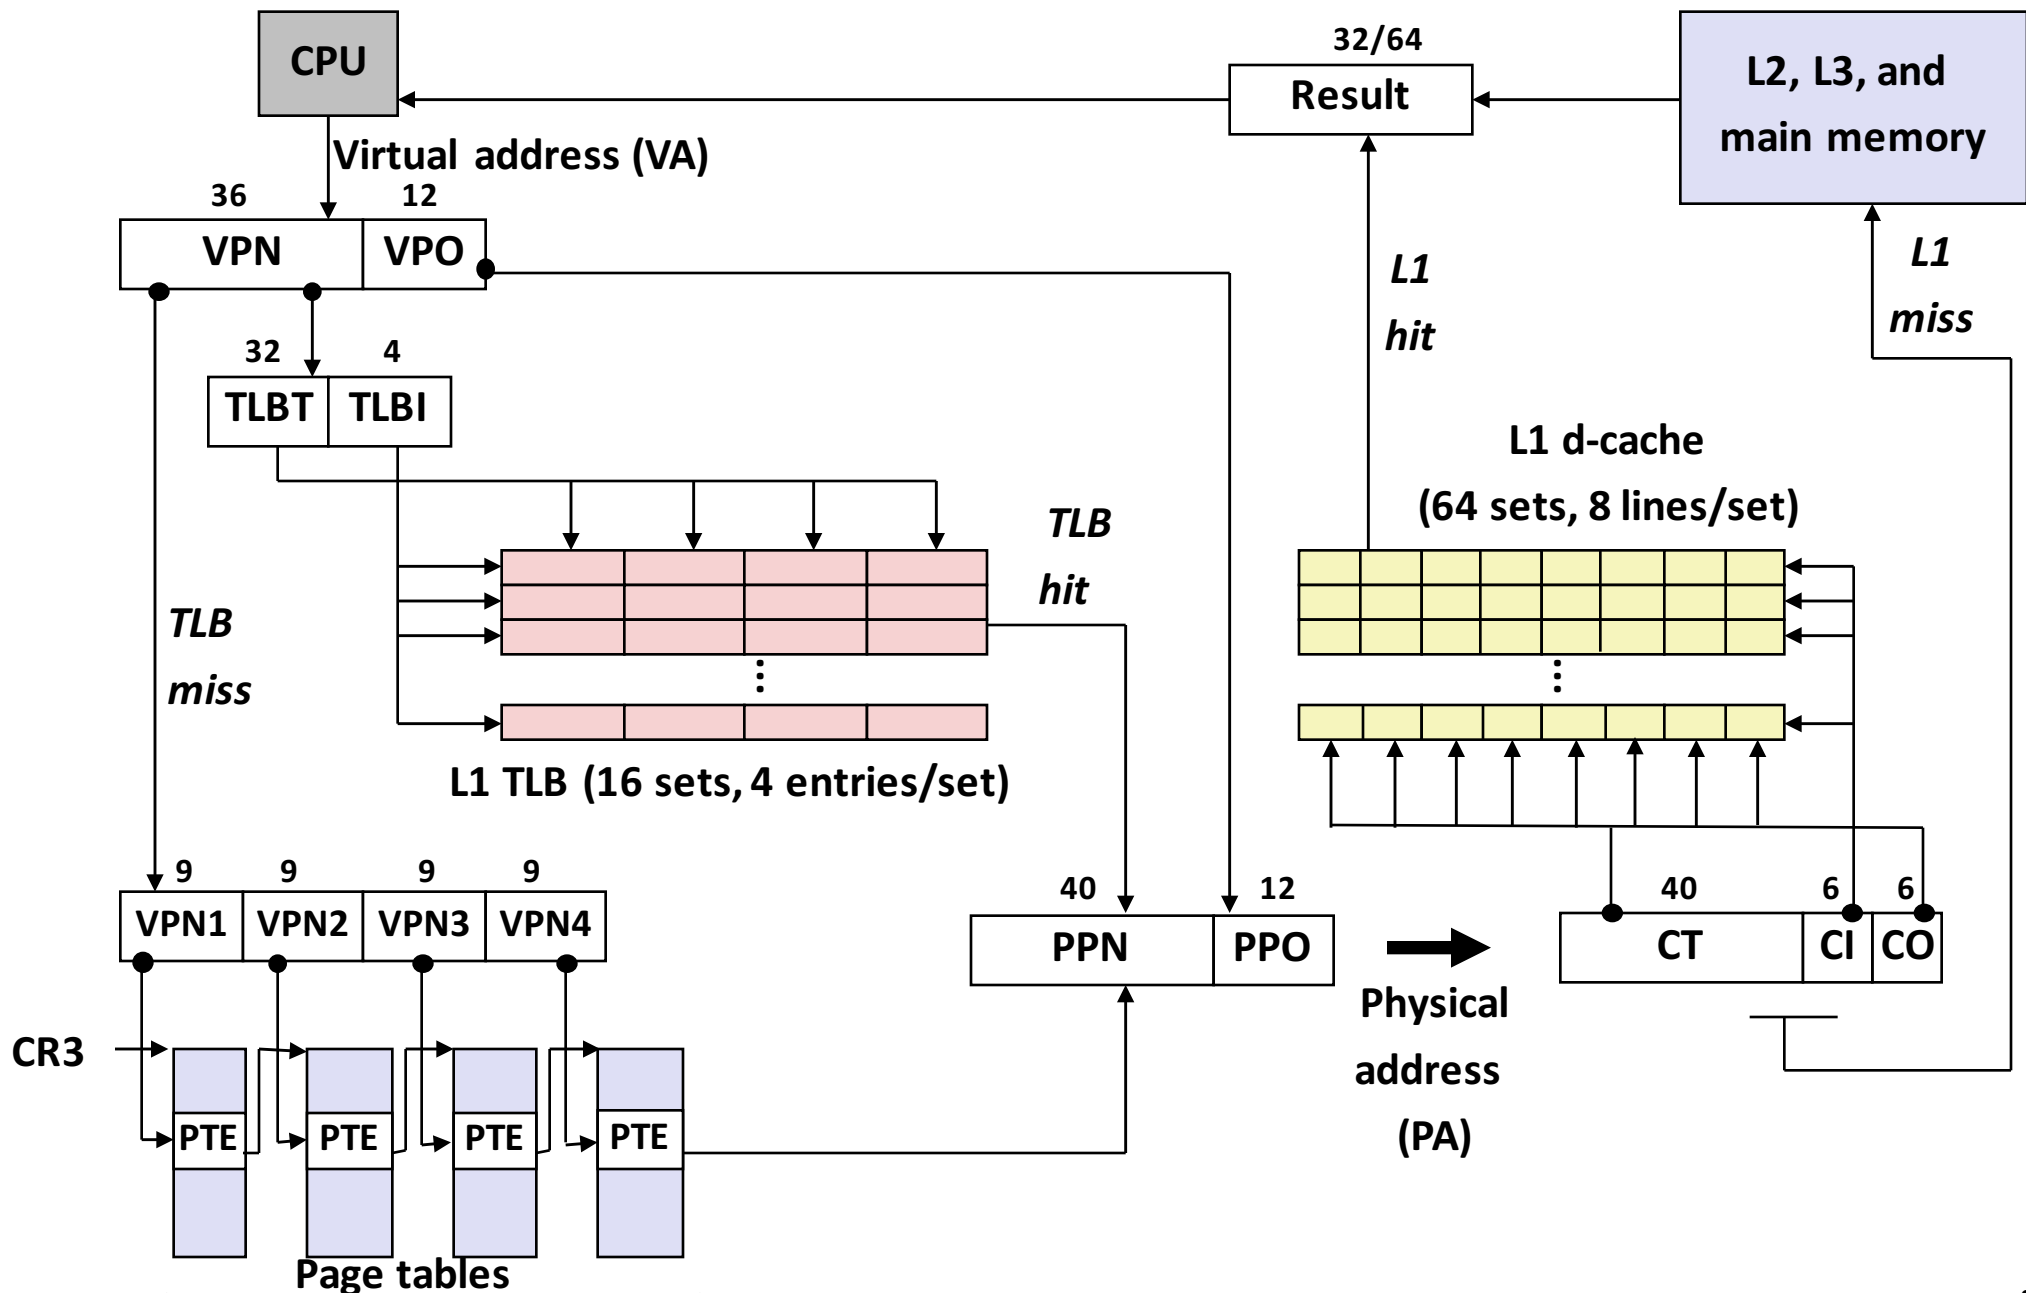 CPU
32/64
Result
L2, L3, and
main memory
Virtual address (VA)
36
12
VPN
VPO
L1
hit
L1
miss
32
4
TLBT
TLBI
L1 d-cache
(64 sets, 8 lines/set)
TLB
hit
TLB
miss
...
...
L1 TLB (16 sets, 4 entries/set)
9
9
9
9
VPN1
VPN2
VPN3
VPN4
40
12
PPN
PPO
40
6
6
CT
CI
CO
Physical
address
(PA)
CR3
PTE
PTE
PTE
PTE
Page tables